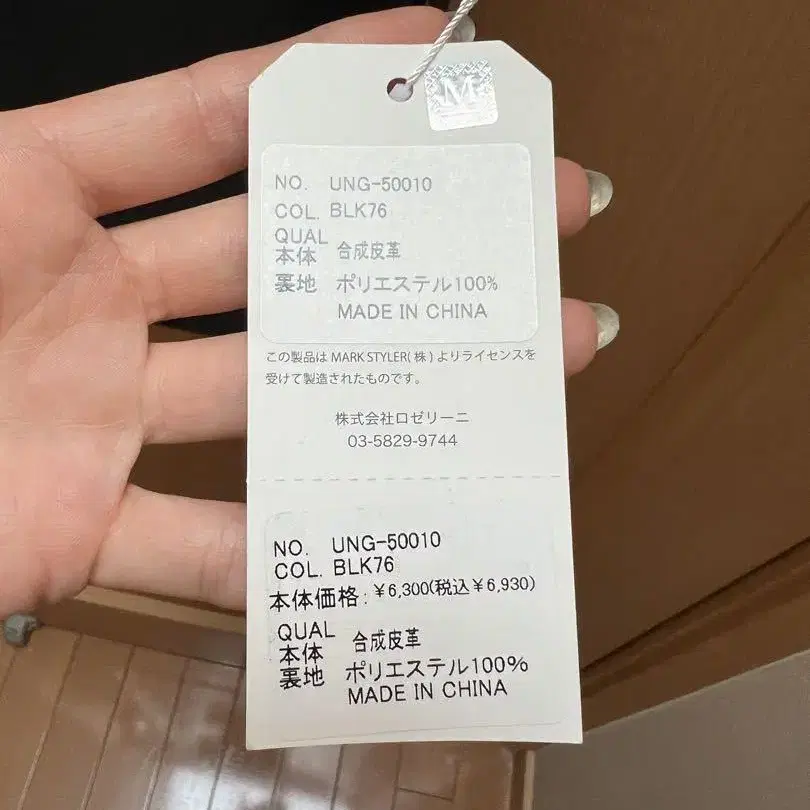 M
NO. UNG-50010
COL. BLK76
QUAL
本体 合成皮革
裏地 ポリエステル100%
MADE IN CHINA
この製品は MARK STYLER(株)よりライセンスを
受けて製造されたものです。
株式会社ロゼリーニ
03-5829-9744
NO. UNG-50010
COL. BLK76
本体価格:¥6,300(税込¥6,930)
QUAL
本体 合成皮革
裏地 ポリエステル100%
MADE IN CHINA